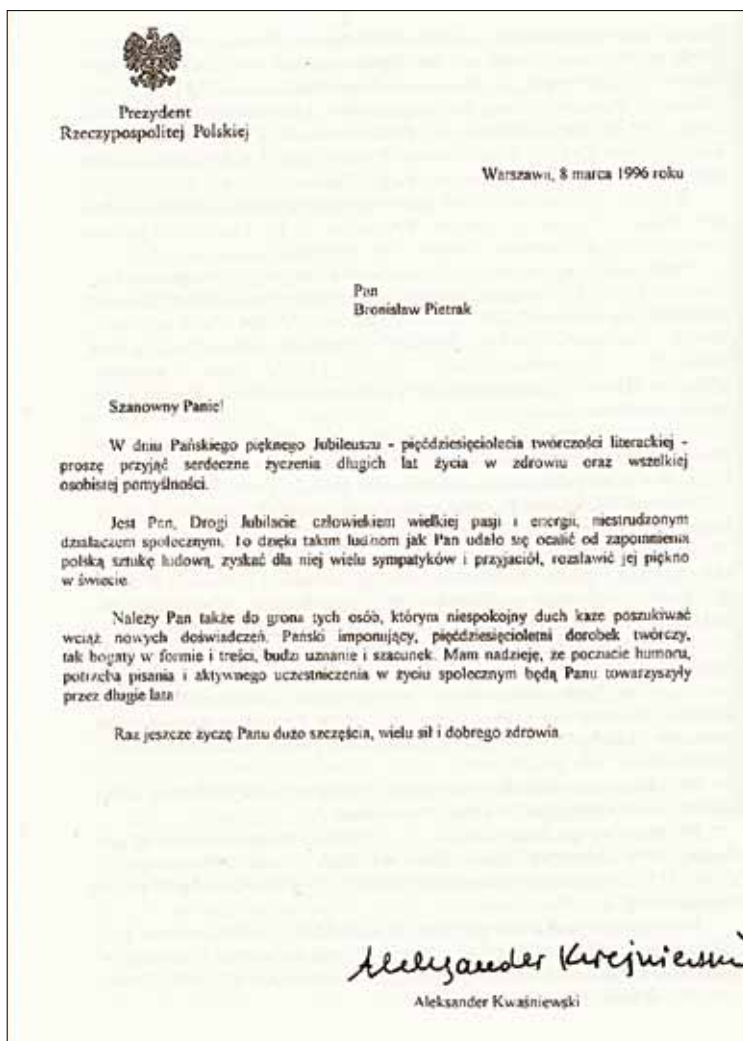 Prezydent
Rzeczypospolitej Polskiej
Warszawa, 8 marca 1996 roku
Pan
Bronisław Pietrak
Szanowny Panie!
W dniu Pańskiego pięknego Jubileuszu - pięćdziesięciolecia twórczości literackiej -
proszę przyjąć serdeczne życzenia długich lat życia w zdrowiu oraz wszelkiej
osobistej pomyślności.
Jest Pan, Drogi Jubilacie, człowiekiem wielkiej pasji i energii, niestrudzonym
działaczem społecznym. To dzięki takim ludziom jak Pan udało się ocalić od zapomnienia
polską sztukę ludową, zyskać dla niej wielu sympatyków i przyjaciół, rozsławić jej piękno
w świecie.
Należy Pan także do grona tych osób, którym niespokojny duch każe poszukiwać
wciąż nowych doświadczeń. Pański imponujący, pięćdziesięcioletni dorobek twórczy,
tak bogaty w formie i treści, budzi uznanie i szacunek. Mam nadzieję, że poczucie humoru,
potrzeba pisania i aktywnego uczestniczenia w życiu społecznym będą Panu towarzyszyły
przez długie lata.
Raz jeszcze życzę Panu dużo szczęścia, wielu sił i dobrego zdrowia.
Aleksander Kwaśniewski
Aleksander Kwaśniewski